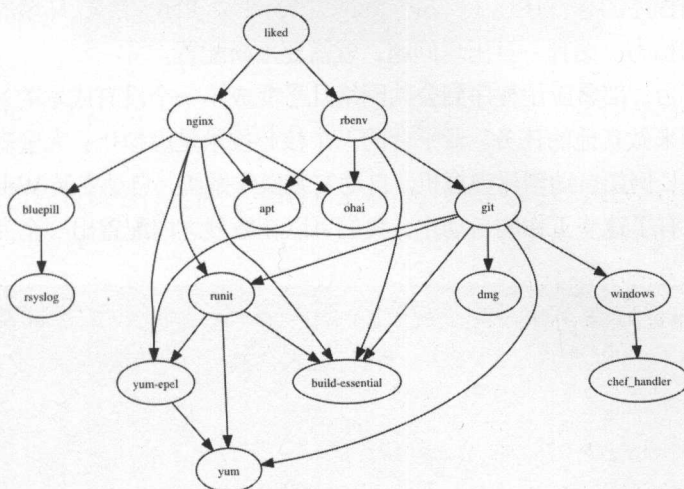 liked
nginx
rbenv
bluepill
apt
ohai
git
rsyslog
runit
dmg
windows
yum-epel
build-essential
chef_handler
yum